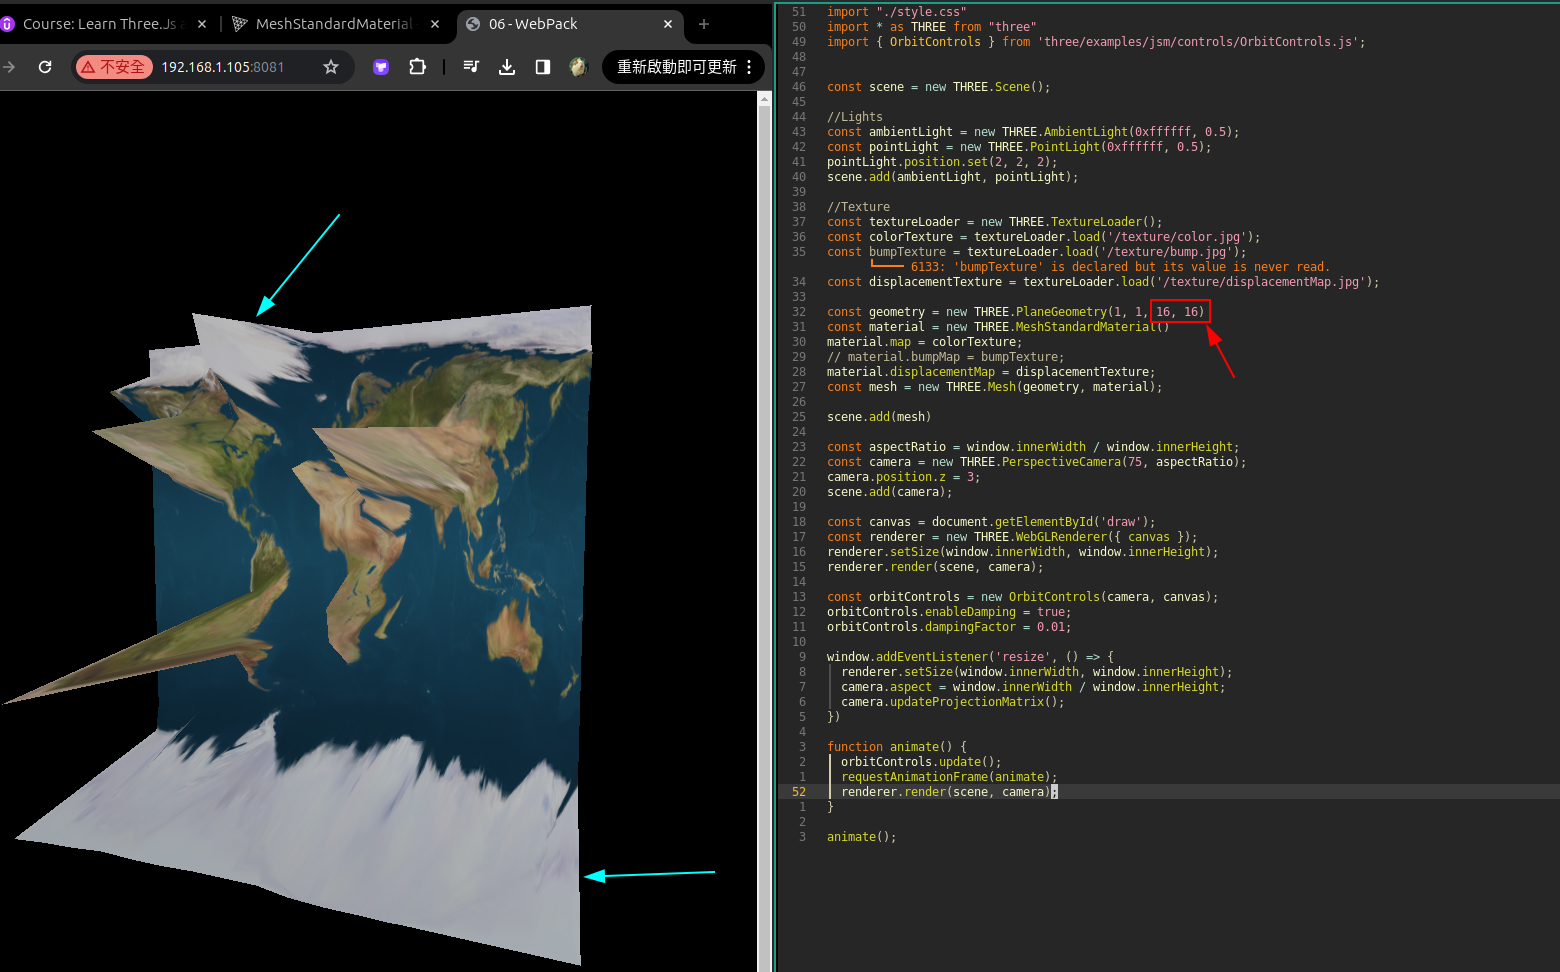 Course: Learn Three.Js a
MeshStandardMaterial
06 - WebPack
不安全
192.168.1.105:8081
重新啟動即可更新
51 import "./style.css"
50 import * as THREE from "three"
49 import { OrbitControls } from 'three/examples/jsm/controls/OrbitControls.js';
48
47
46 const scene = new THREE.Scene();
45
44 //Lights
43 const ambientLight = new THREE.AmbientLight(0xffffff, 0.5);
42 const pointLight = new THREE.PointLight(0xffffff, 0.5);
41 pointLight.position.set(2, 2, 2);
40 scene.add(ambientLight, pointLight);
39
38 //Texture
37 const textureLoader = new THREE.TextureLoader();
36 const colorTexture = textureLoader.load('/texture/color.jpg');
35 const bumpTexture = textureLoader.load('/texture/bump.jpg');
6133: 'bumpTexture' is declared but its value is never read.
34 const displacementTexture = textureLoader.load('/texture/displacementMap.jpg');
33
32 const geometry = new THREE.PlaneGeometry(1, 1, 16, 16)
31 const material = new THREE.MeshStandardMaterial()
30 material.map = colorTexture;
29 // material.bumpMap = bumpTexture;
28 material.displacementMap = displacementTexture;
27 const mesh = new THREE.Mesh(geometry, material);
26
25 scene.add(mesh)
24
23 const aspectRatio = window.innerWidth / window.innerHeight;
22 const camera = new THREE.PerspectiveCamera(75, aspectRatio);
21 camera.position.z = 3;
20 scene.add(camera);
19
18 const canvas = document.getElementById('draw');
17 const renderer = new THREE.WebGLRenderer({ canvas });
16 renderer.setSize(window.innerWidth, window.innerHeight);
15 renderer.render(scene, camera);
14
13 const orbitControls = new OrbitControls(camera, canvas);
12 orbitControls.enableDamping = true;
11 orbitControls.dampingFactor = 0.01;
10
9 window.addEventListener('resize', () => {
8 renderer.setSize(window.innerWidth, window.innerHeight);
7 camera.aspect = window.innerWidth / window.innerHeight;
6 camera.updateProjectionMatrix();
5 })
4
3 function animate() {
2 orbitControls.update();
1 requestAnimationFrame(animate);
52 renderer.render(scene, camera);
1 }
2
3 animate();